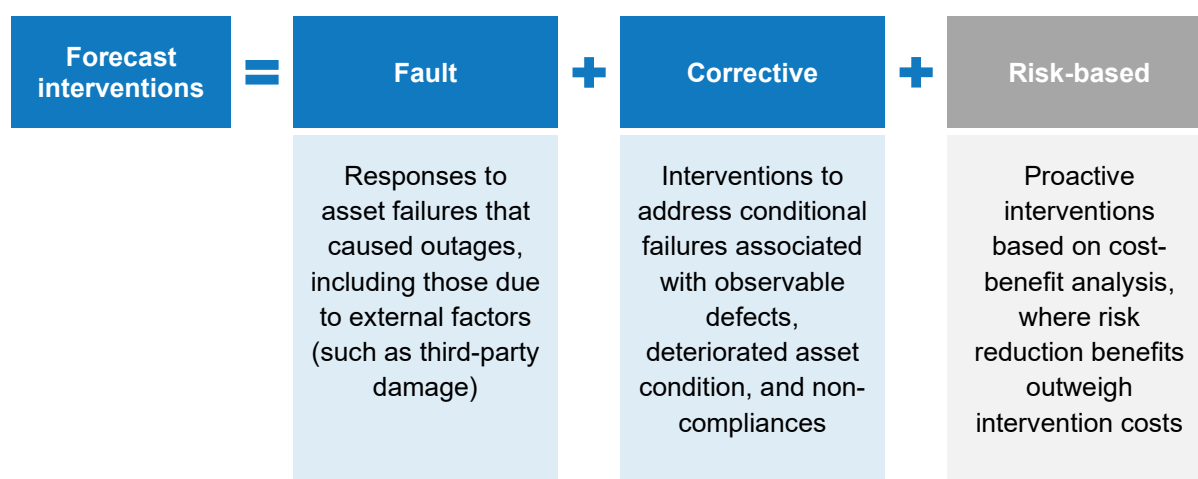 Forecast
interventions
=
Fault
+
Corrective
+
Risk-based
Responses to
asset failures that
caused outages,
including those due
to external factors
(such as third-party
damage)
Interventions to
address conditional
failures associated
with observable
defects,
deteriorated asset
condition, and non-
compliances
Proactive
interventions
based on cost-
benefit analysis,
where risk
reduction benefits
outweigh
intervention costs